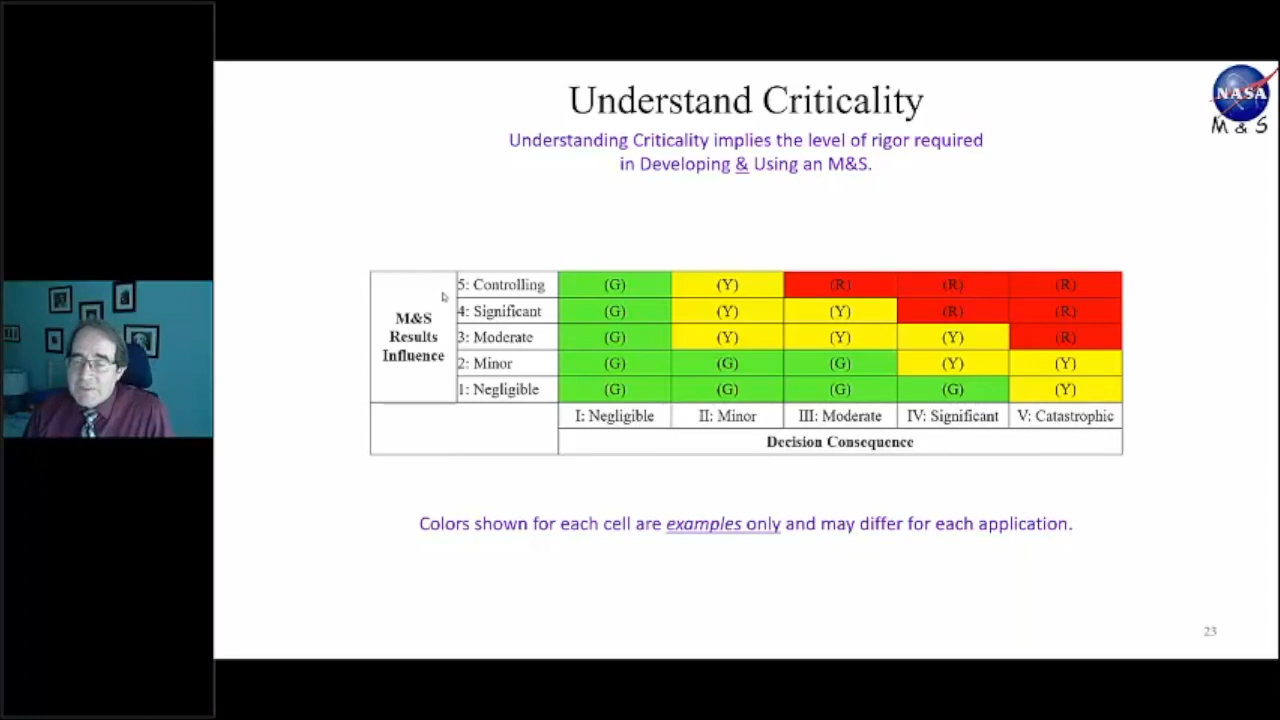 Understand Criticality
NASA
M & S
Understanding Criticality implies the level of rigor required
in Developing & Using an M&S.
M&S
Results
Influence
5: Controlling (G) (Y) (R) (R) (R)
4: Significant (G) (Y) (Y) (R) (R)
3: Moderate (G) (Y) (Y) (Y) (R)
2: Minor (G) (G) (G) (Y) (Y)
1: Negligible (G) (G) (G) (G) (Y)
I: Negligible II: Minor III: Moderate IV: Significant V: Catastrophic
Decision Consequence
Colors shown for each cell are examples only and may differ for each application.
23